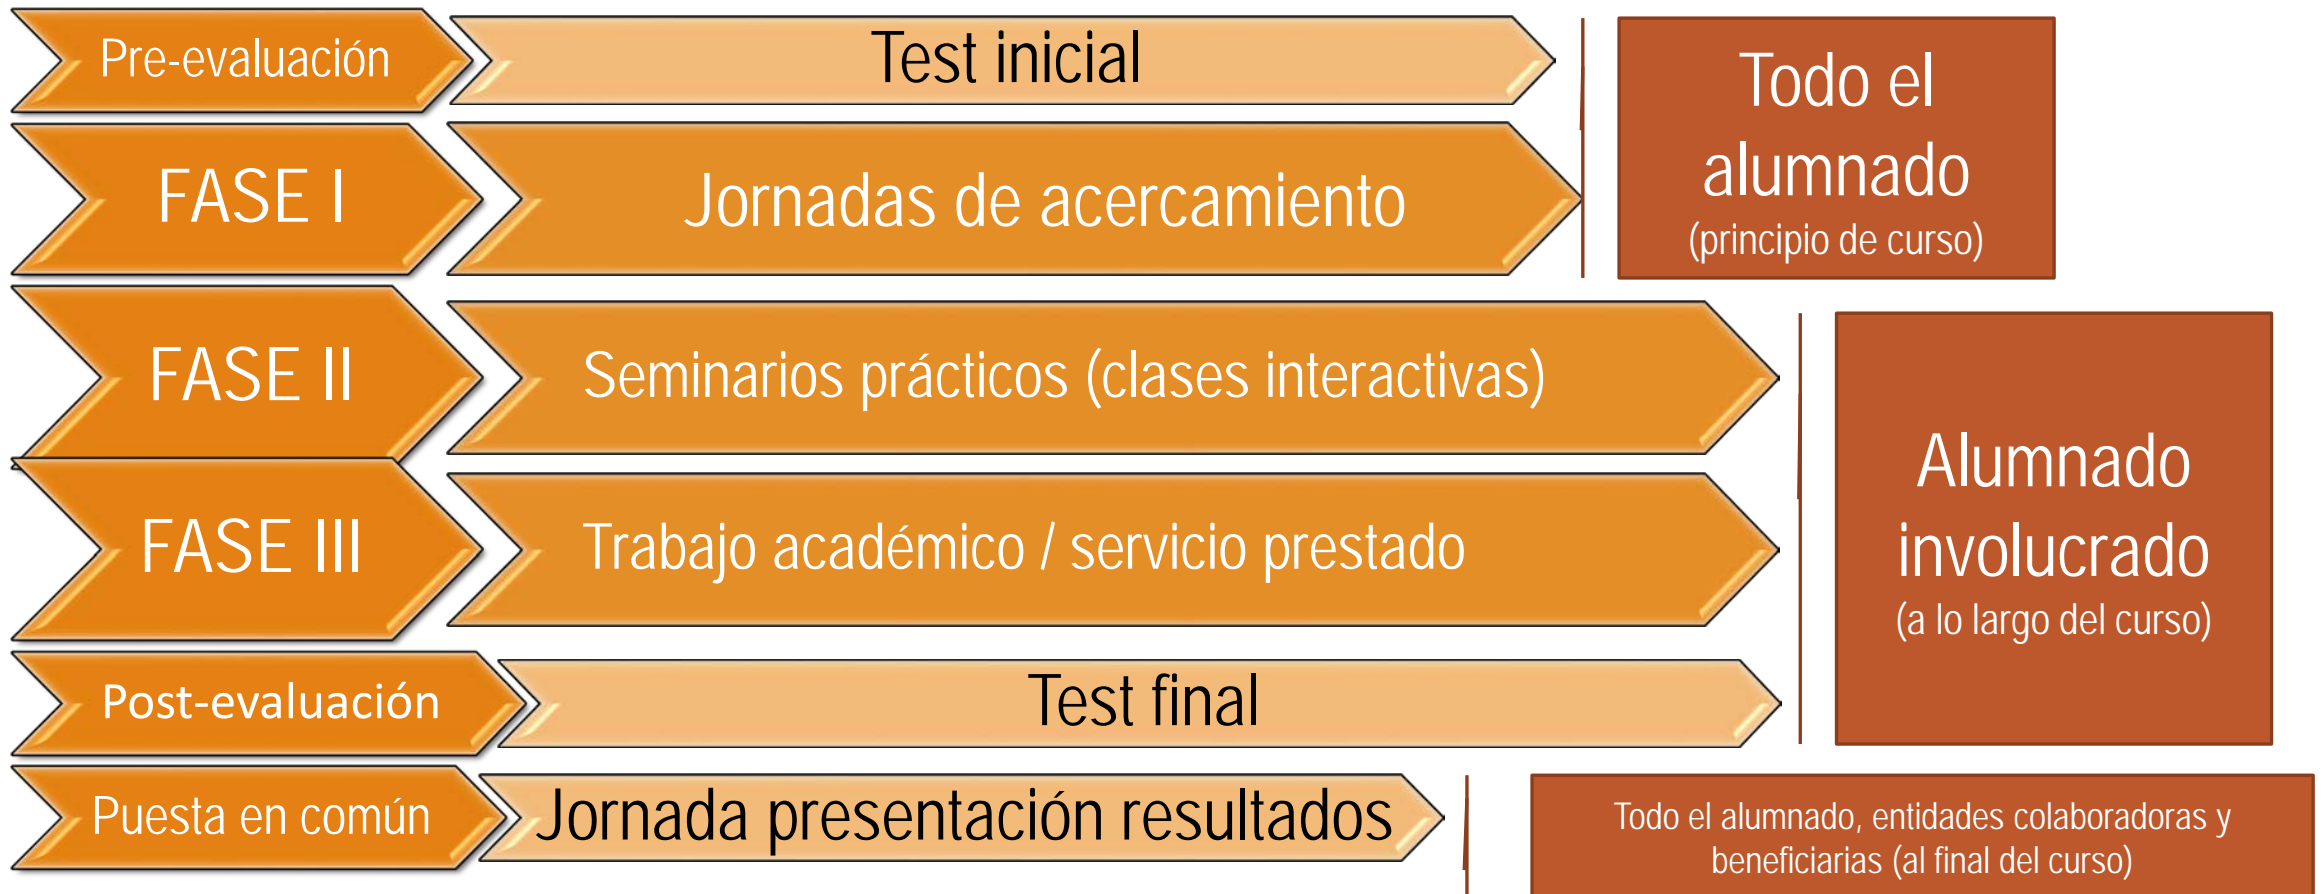 Pre-evaluación
Test inicial
FASE I
Jornadas de acercamiento
Todo el
alumnado
(principio de curso)
FASE II
Seminarios prácticos (clases interactivas)
FASE III
Trabajo académico / servicio prestado
Post-evaluación
Test final
Alumnado
involucrado
(a lo largo del curso)
Puesta en común
Jornada presentación resultados
Todo el alumnado, entidades colaboradoras y
beneficiarias (al final del curso)